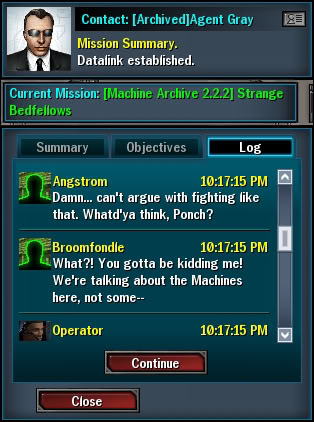 Contact: [Archived]Agent Gray
Mission Summary.
Datalink established.
Current Mission: [Machine Archive 2.2.2] Strange
Bedfellows
Summary
Objectives
Log
Angstrom 10:17:15 PM
Damn... can't argue with fighting like
that. Whatd'ya think, Ponch?
Broomfondle 10:17:15 PM
What?! You gotta be kidding me!
We're talking about the Machines
here, not some--
Operator 10:17:15 PM
Continue
Close